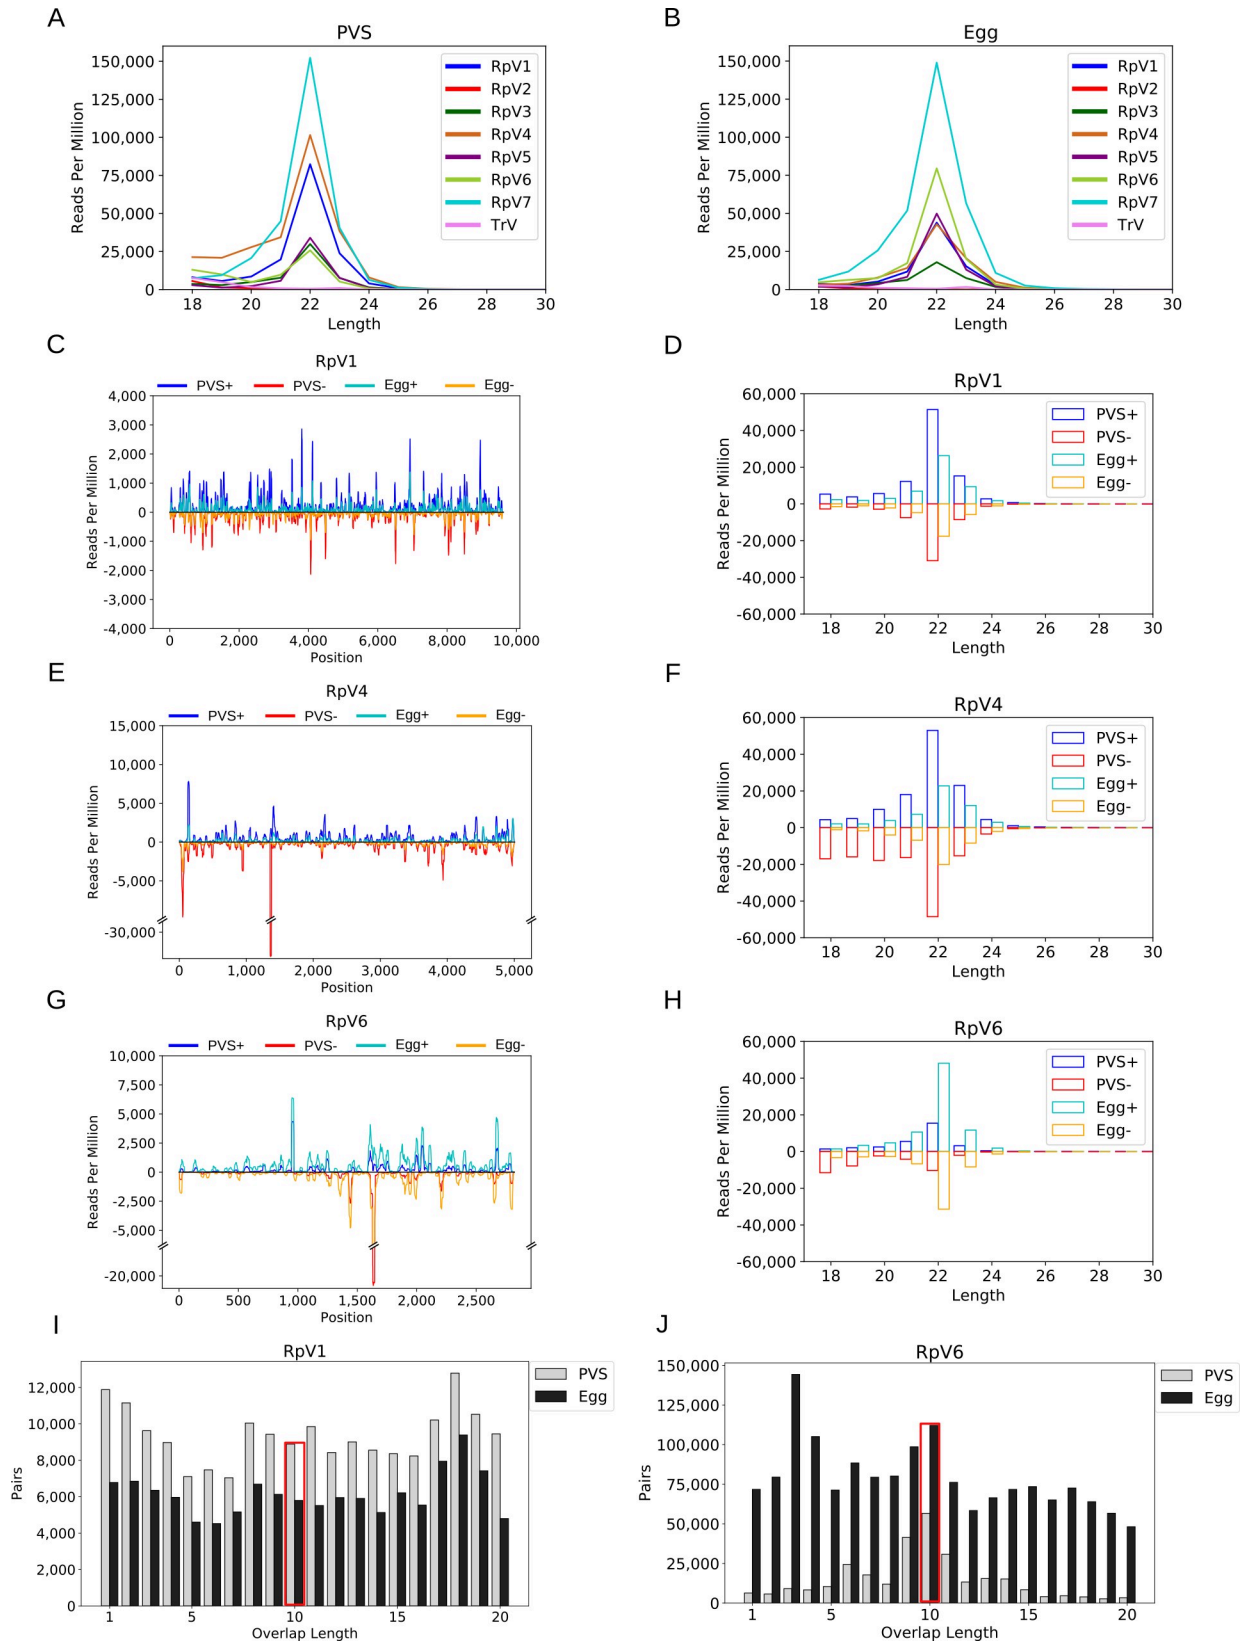 A
PVS
Reads Per Million
150,000
125,000
100,000
75,000
50,000
25,000
0
18 20 22 24 26 28 30
Length
RpV1
RpV2
RpV3
RpV4
RpV5
RpV6
RpV7
TrV
B
Egg
Reads Per Million
150,000
125,000
100,000
75,000
50,000
25,000
0
18 20 22 24 26 28 30
Length
RpV1
RpV2
RpV3
RpV4
RpV5
RpV6
RpV7
TrV
C
RpV1
PVS+ PVS- Egg+ Egg-
Reads Per Million
4,000
3,000
2,000
1,000
0
-1,000
-2,000
-3,000
-4,000
0 2,000 4,000 6,000 8,000 10,000
Position
D
RpV1
Reads Per Million
60,000
40,000
20,000
0
-20,000
-40,000
-60,000
18 20 22 24 26 28 30
Length
PVS+
PVS-
Egg+
Egg-
E
RpV4
PVS+ PVS- Egg+ Egg-
Reads Per Million
15,000
10,000
5,000
0
-5,000
-30,000
0 1,000 2,000 3,000 4,000 5,000
Position
F
RpV4
Reads Per Million
60,000
40,000
20,000
0
-20,000
-40,000
-60,000
18 20 22 24 26 28 30
Length
PVS+
PVS-
Egg+
Egg-
G
RpV6
PVS+ PVS- Egg+ Egg-
Reads Per Million
10,000
7,500
5,000
2,500
0
-2,500
-5,000
-20,000
0 500 1,000 1,500 2,000 2,500
Position
H
RpV6
Reads Per Million
60,000
40,000
20,000
0
-20,000
-40,000
-60,000
18 20 22 24 26 28 30
Length
PVS+
PVS-
Egg+
Egg-
I
RpV1
Pairs
12,000
10,000
8,000
6,000
4,000
2,000
0
1 5 10 15 20
Overlap Length
PVS
Egg
J
RpV6
Pairs
150,000
125,000
100,000
75,000
50,000
25,000
0
1 5 10 15 20
Overlap Length
PVS
Egg